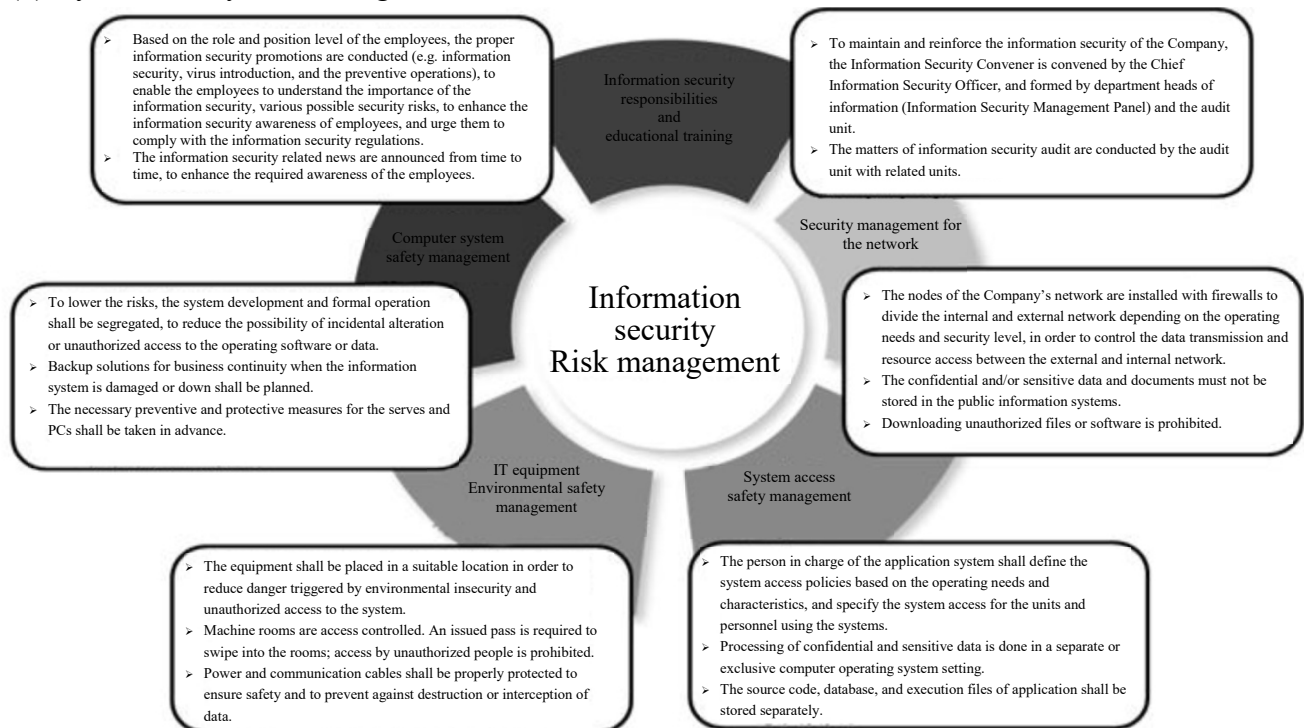 ➢ Based on the role and position level of the employees, the proper
information security promotions are conducted (e.g. information
security, virus introduction, and the preventive operations), to
enable the employees to understand the importance of the
information security, various possible security risks, to enhance the
information security awareness of employees, and urge them to
comply with the information security regulations.
➢ The information security related news are announced from time to
time, to enhance the required awareness of the employees.
Information security
responsibilities
and
educational training
➢ To maintain and reinforce the information security of the Company,
the Information Security Convener is convened by the Chief
Information Security Officer, and formed by department heads of
information (Information Security Management Panel) and the audit
unit.
➢ The matters of information security audit are conducted by the audit
unit with related units.
Computer system
safety management
Security management for
the network
Information
security
Risk management
➢ To lower the risks, the system development and formal operation
shall be segregated, to reduce the possibility of incidental alteration
or unauthorized access to the operating software or data.
➢ Backup solutions for business continuity when the information
system is damaged or down shall be planned.
➢ The necessary preventive and protective measures for the serves and
PCs shall be taken in advance.
➢ The nodes of the Company’s network are installed with firewalls to
divide the internal and external network depending on the operating
needs and security level, in order to control the data transmission and
resource access between the external and internal network.
➢ The confidential and/or sensitive data and documents must not be
stored in the public information systems.
➢ Downloading unauthorized files or software is prohibited.
IT equipment
Environmental safety
management
System access
safety management
➢ The equipment shall be placed in a suitable location in order to
reduce danger triggered by environmental insecurity and
unauthorized access to the system.
➢ Machine rooms are access controlled. An issued pass is required to
swipe into the rooms; access by unauthorized people is prohibited.
➢ Power and communication cables shall be properly protected to
ensure safety and to prevent against destruction or interception of
data.
➢ The person in charge of the application system shall define the
system access policies based on the operating needs and
characteristics, and specify the system access for the units and
personnel using the systems.
➢ Processing of confidential and sensitive data is done in a separate or
exclusive computer operating system setting.
➢ The source code, database, and execution files of application shall be
stored separately.